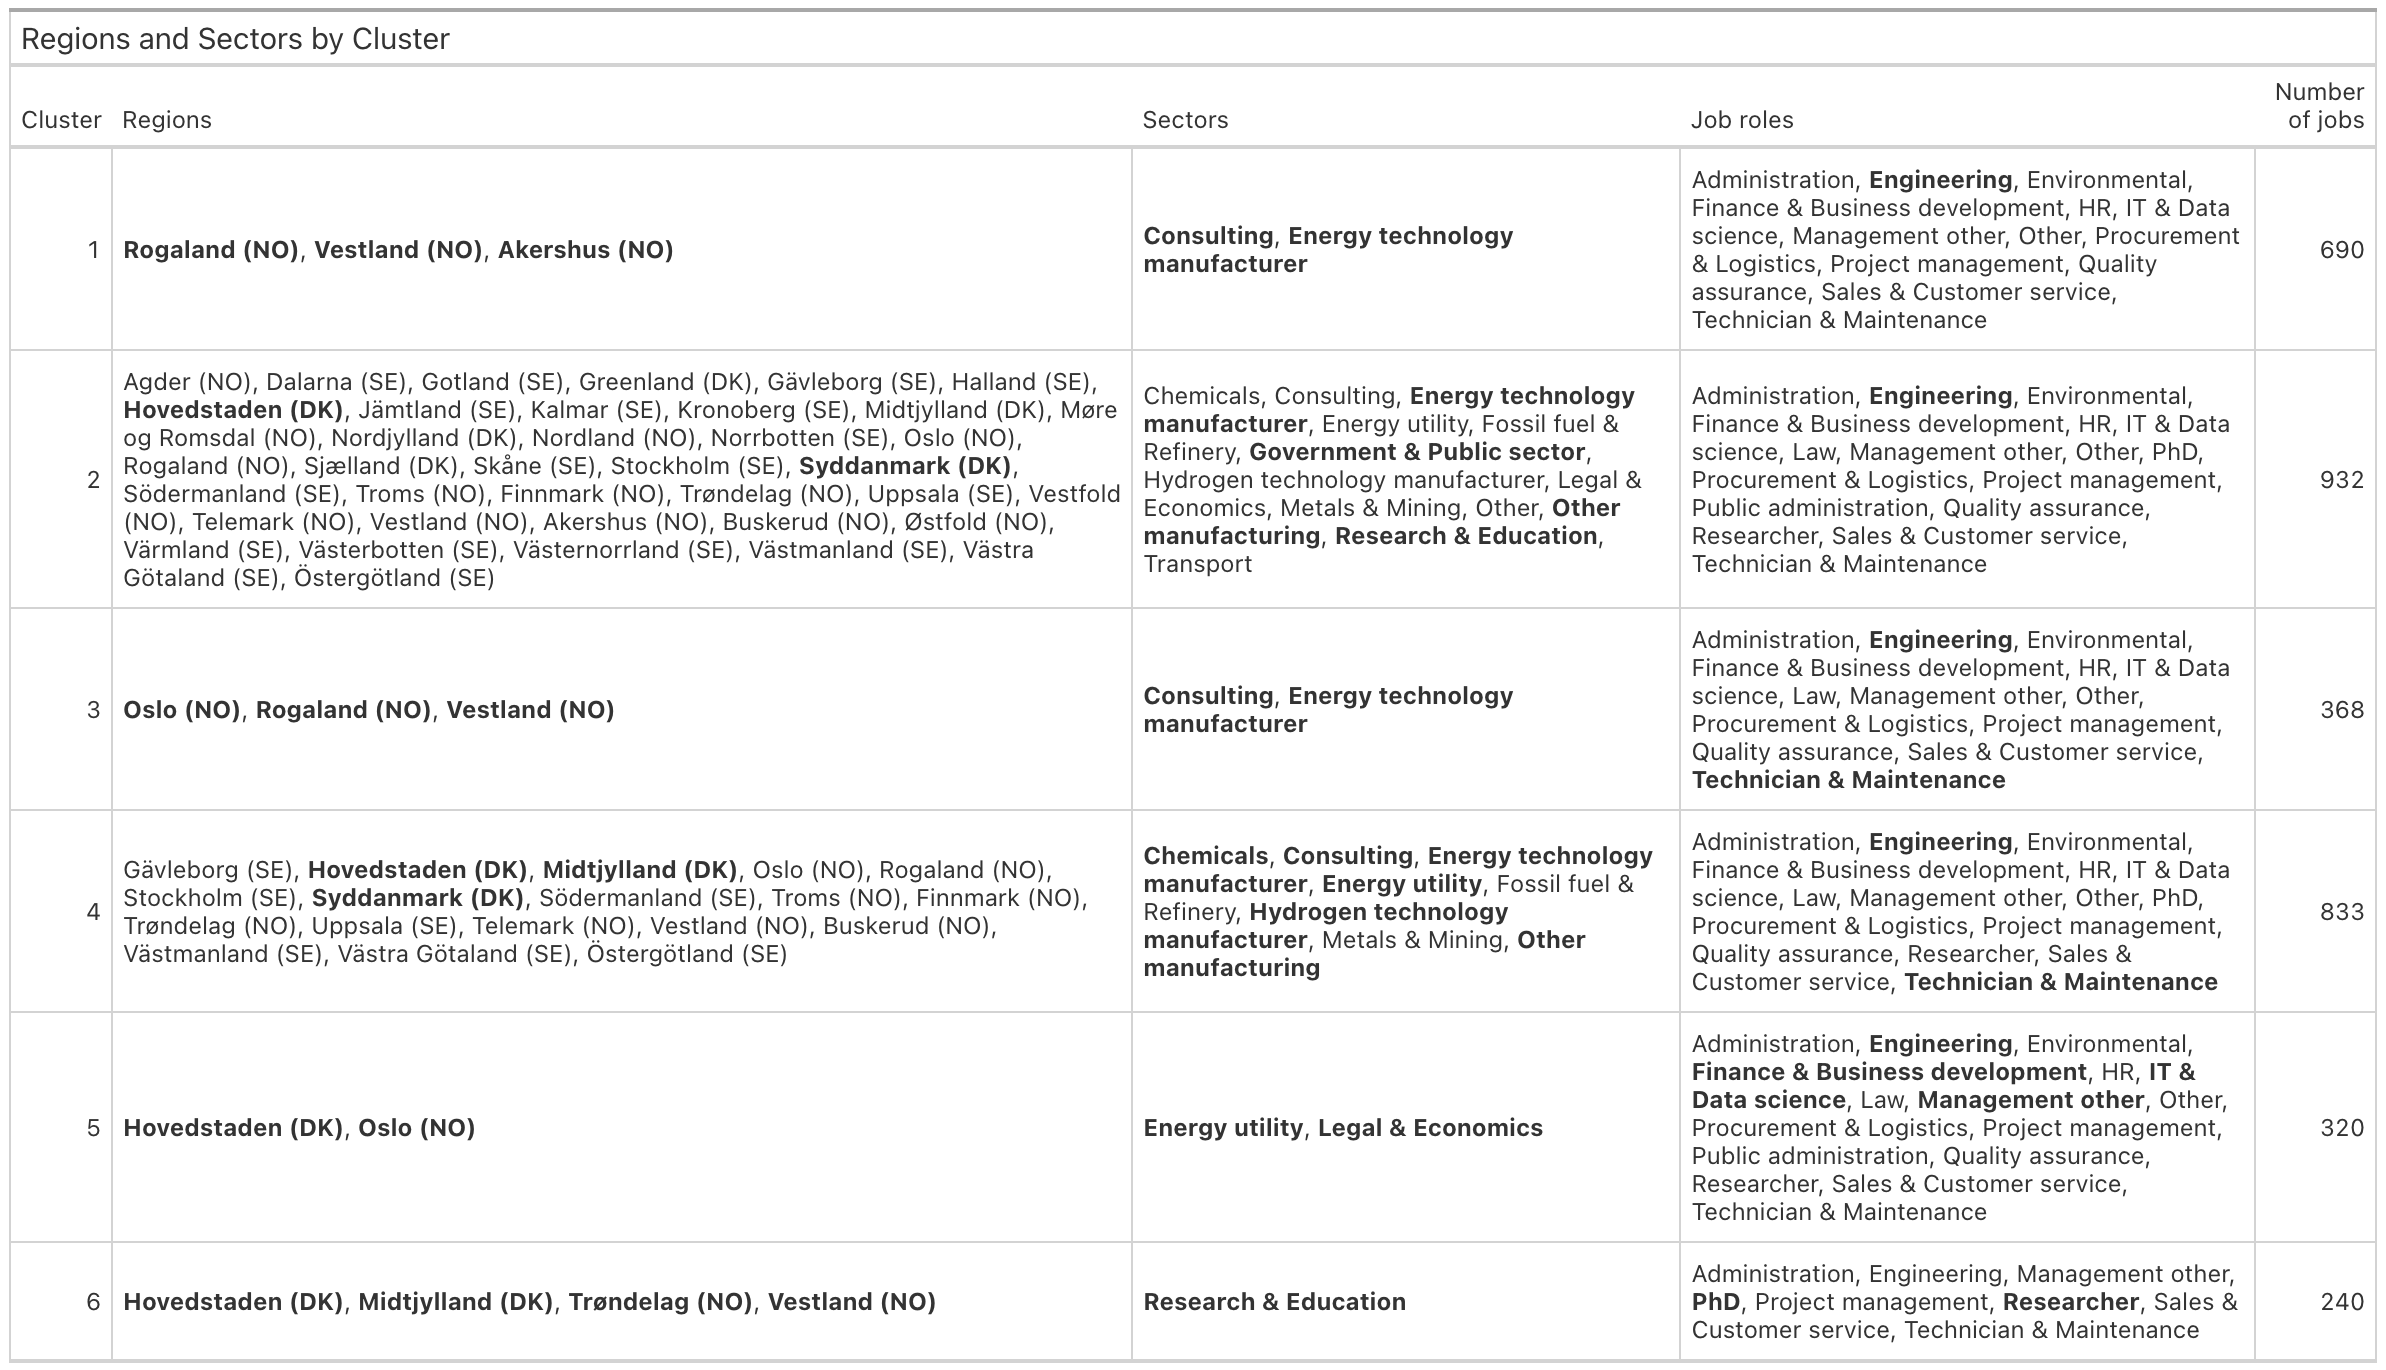 Regions and Sectors by Cluster
Cluster
Regions
Sectors
Job roles
Number
of jobs
1
Rogaland (NO), Vestland (NO), Akershus (NO)
Consulting, Energy technology
manufacturer
Administration, Engineering, Environmental,
Finance & Business development, HR, IT & Data
science, Management other, Other, Procurement
& Logistics, Project management, Quality
assurance, Sales & Customer service,
Technician & Maintenance
690
2
Agder (NO), Dalarna (SE), Gotland (SE), Greenland (DK), Gävleborg (SE), Halland (SE),
Hovedstaden (DK), Jämtland (SE), Kalmar (SE), Kronoberg (SE), Midtjylland (DK), Møre
og Romsdal (NO), Nordjylland (DK), Nordland (NO), Norrbotten (SE), Oslo (NO),
Rogaland (NO), Sjælland (DK), Skåne (SE), Stockholm (SE), Syddanmark (DK),
Södermanland (SE), Troms (NO), Finnmark (NO), Trøndelag (NO), Uppsala (SE), Vestfold
(NO), Telemark (NO), Vestland (NO), Akershus (NO), Buskerud (NO), Østfold (NO),
Värmland (SE), Västerbotten (SE), Västernorrland (SE), Västmanland (SE), Västra
Götaland (SE), Östergötland (SE)
Chemicals, Consulting, Energy technology
manufacturer, Energy utility, Fossil fuel &
Refinery, Government & Public sector,
Hydrogen technology manufacturer, Legal &
Economics, Metals & Mining, Other, Other
manufacturing, Research & Education,
Transport
Administration, Engineering, Environmental,
Finance & Business development, HR, IT & Data
science, Law, Management other, Other, PhD,
Procurement & Logistics, Project management,
Public administration, Quality assurance,
Researcher, Sales & Customer service,
Technician & Maintenance
932
3
Oslo (NO), Rogaland (NO), Vestland (NO)
Consulting, Energy technology
manufacturer
Administration, Engineering, Environmental,
Finance & Business development, HR, IT & Data
science, Law, Management other, Other,
Procurement & Logistics, Project management,
Quality assurance, Sales & Customer service,
Technician & Maintenance
368
4
Gävleborg (SE), Hovedstaden (DK), Midtjylland (DK), Oslo (NO), Rogaland (NO),
Stockholm (SE), Syddanmark (DK), Södermanland (SE), Troms (NO), Finnmark (NO),
Trøndelag (NO), Uppsala (SE), Telemark (NO), Vestland (NO), Buskerud (NO),
Västmanland (SE), Västra Götaland (SE), Östergötland (SE)
Chemicals, Consulting, Energy technology
manufacturer, Energy utility, Fossil fuel &
Refinery, Hydrogen technology
manufacturer, Metals & Mining, Other
manufacturing
Administration, Engineering, Environmental,
Finance & Business development, HR, IT & Data
science, Law, Management other, Other, PhD,
Procurement & Logistics, Project management,
Quality assurance, Researcher, Sales &
Customer service, Technician & Maintenance
833
5
Hovedstaden (DK), Oslo (NO)
Energy utility, Legal & Economics
Administration, Engineering, Environmental,
Finance & Business development, HR, IT &
Data science, Law, Management other, Other,
Procurement & Logistics, Project management,
Public administration, Quality assurance,
Researcher, Sales & Customer service,
Technician & Maintenance
320
6
Hovedstaden (DK), Midtjylland (DK), Trøndelag (NO), Vestland (NO)
Research & Education
Administration, Engineering, Management other,
PhD, Project management, Researcher, Sales &
Customer service, Technician & Maintenance
240